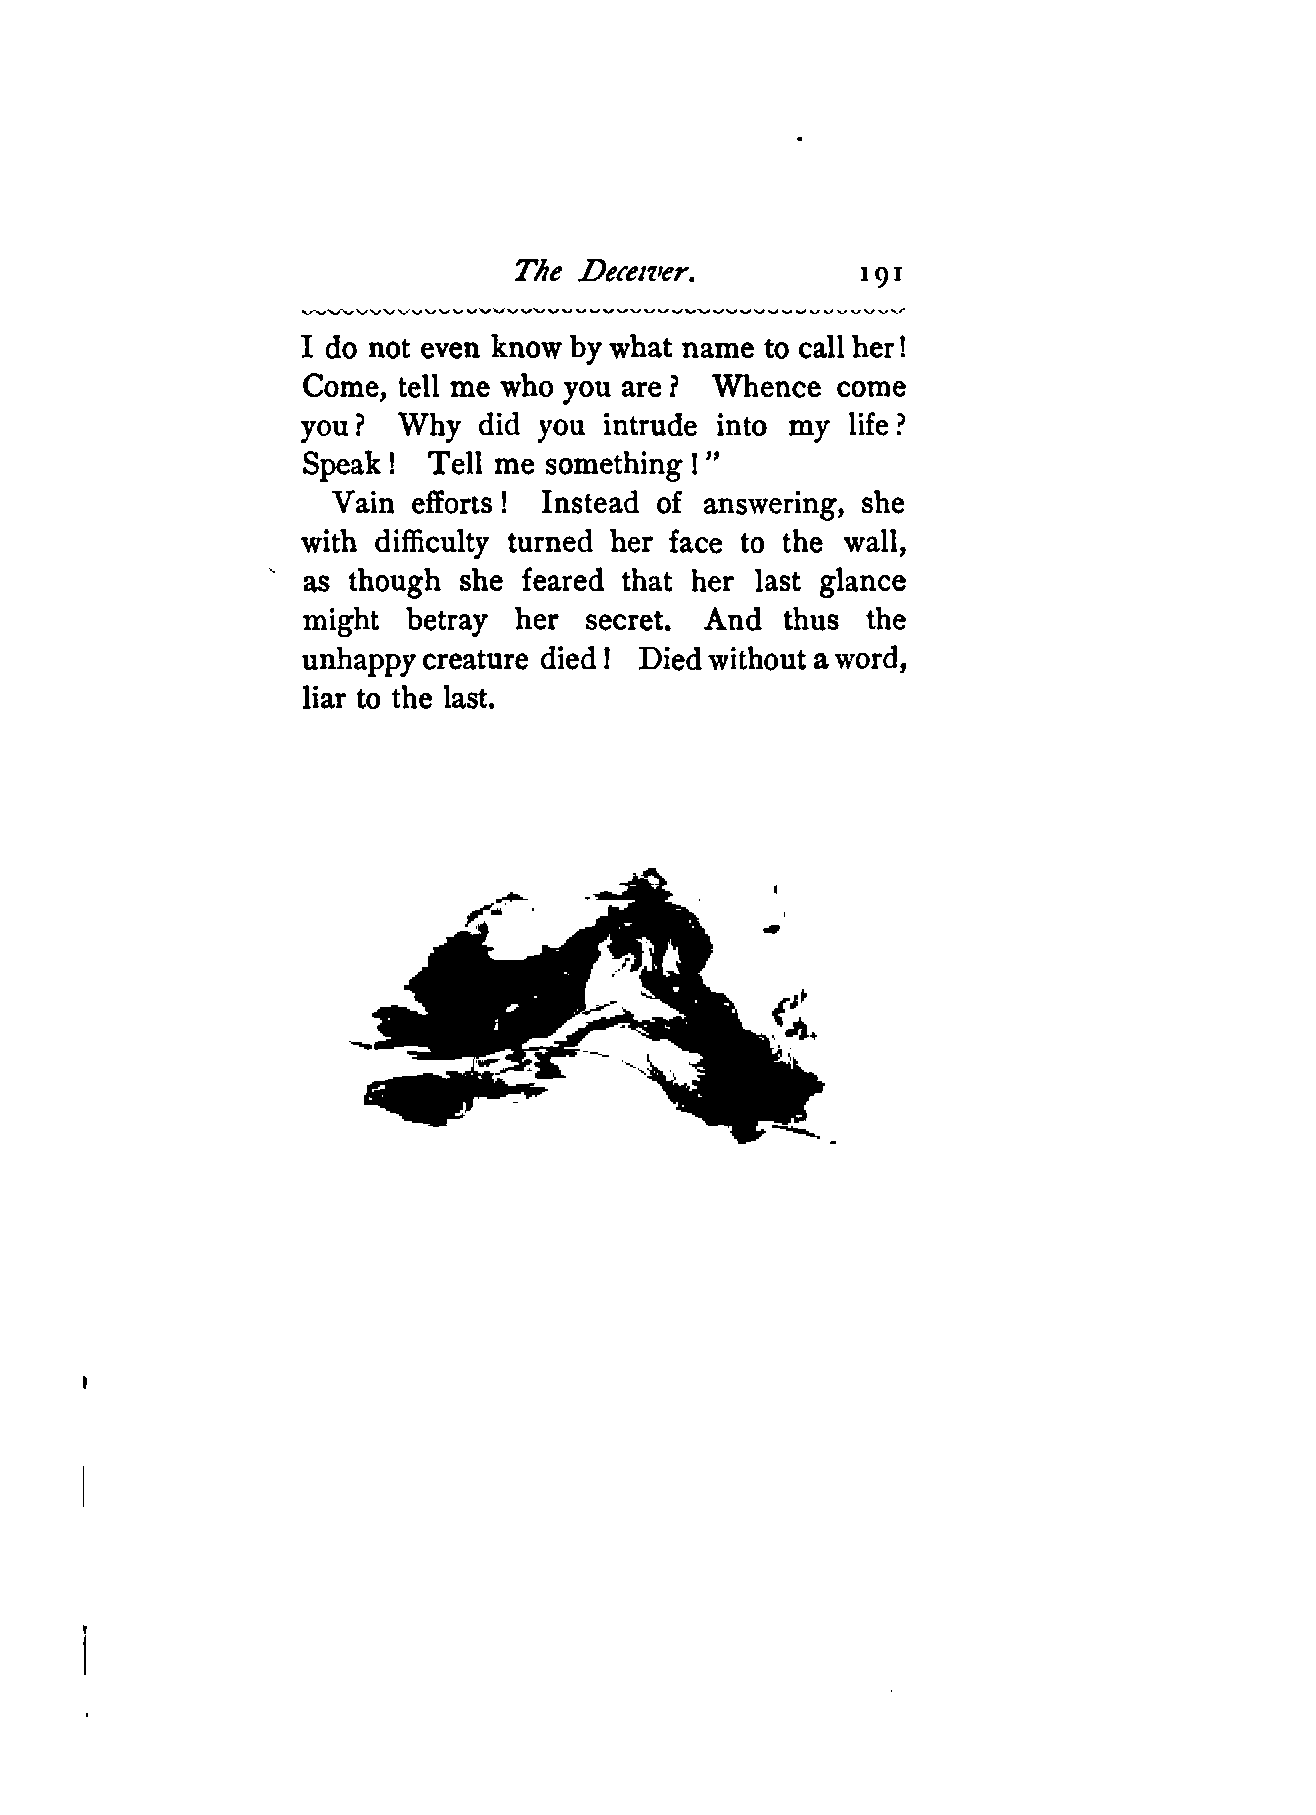 The Deceiver. 191
I do not even know by what name to call her!
Come, tell me who you are? Whence come
you? Why did you intrude into my life?
Speak! Tell me something!"
Vain efforts! Instead of answering, she
with difficulty turned her face to the wall,
as though she feared that her last glance
might betray her secret. And thus the
unhappy creature died! Died without a word,
liar to the last.